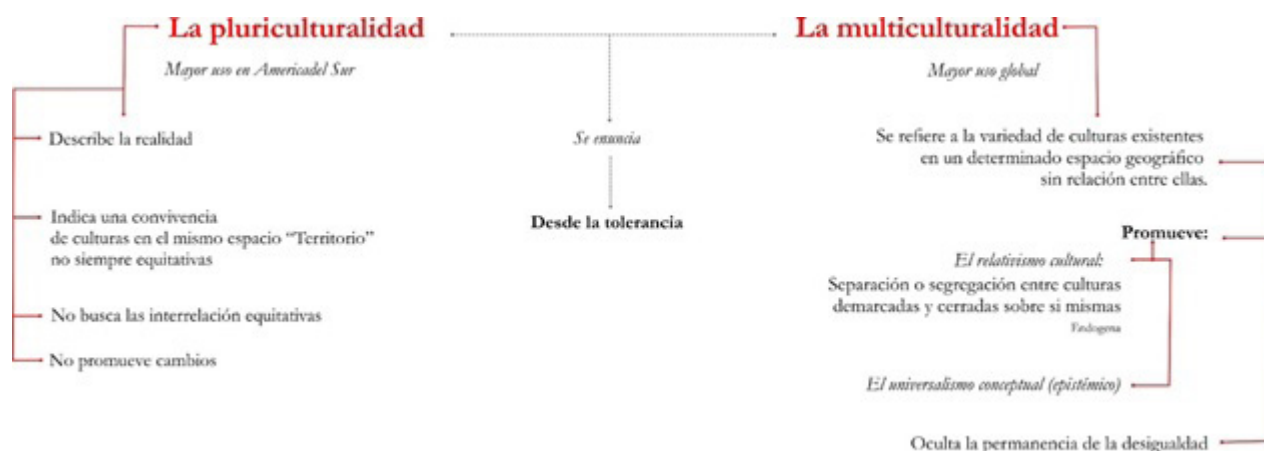 La pluriculturalidad
Mayor uso en Americadel Sur
Describe la realidad
Indica una convivencia
de culturas en el mismo espacio “Territorio”
no siempre equitativas
No busca las interrelación equitativas
No promueve cambios
Se enuncia
Desde la tolerancia
La multiculturalidad
Mayor uso global
Se refiere a la variedad de culturas existentes
en un determinado espacio geográfico
sin relación entre ellas.
Promueve:
El relativismo cultural:
Separación o segregación entre culturas
demarcadas y cerradas sobre si mismas
Endogena
El universalismo conceptual (epistémico)
Oculta la permanencia de la desigualdad